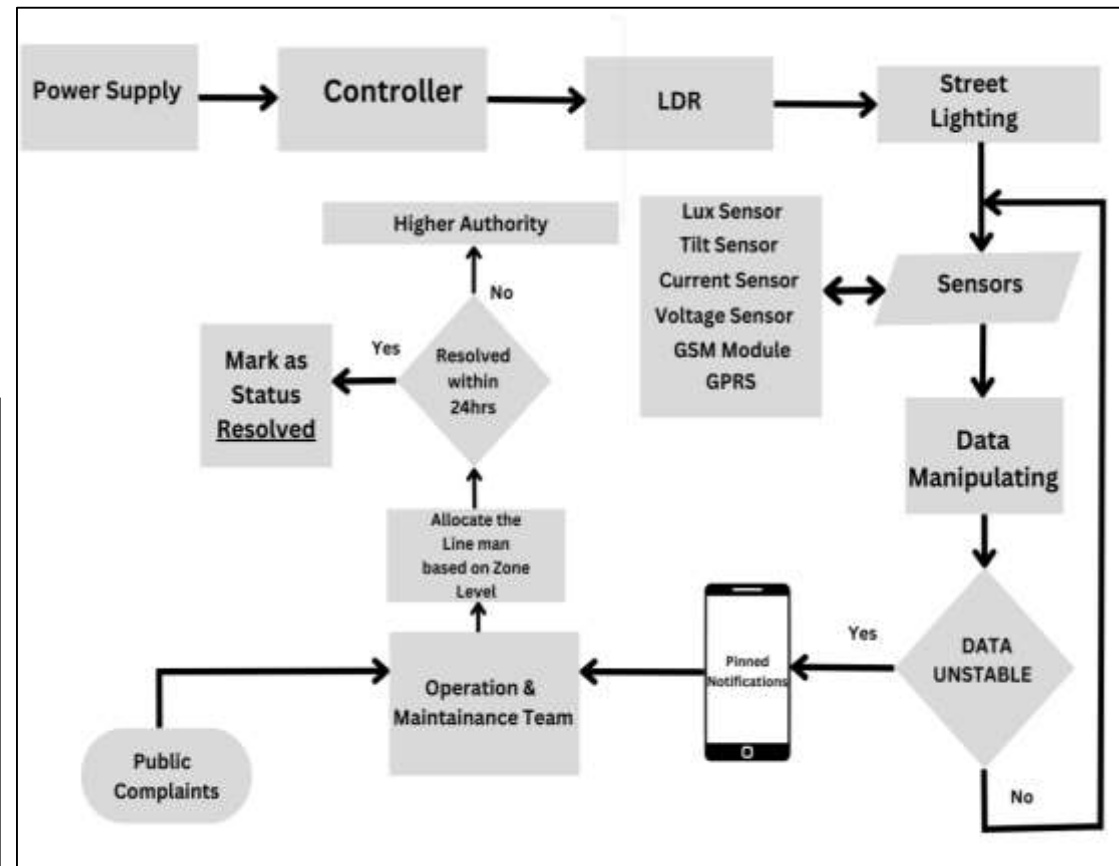 Power Supply
Controller
LDR
Street
Lighting
Higher Authority
Lux Sensor
Tilt Sensor
Current Sensor
Voltage Sensor
GSM Module
GPRS
Sensors
No
Yes
Resolved
within
24hrs
Mark as
Status
Resolved
Data
Manipulating
Allocate the
Line man
based on Zone
Level
Yes
DATA
UNSTABLE
Pinned
Notifications
Operation &
Maintainance Team
Public
Complaints
No